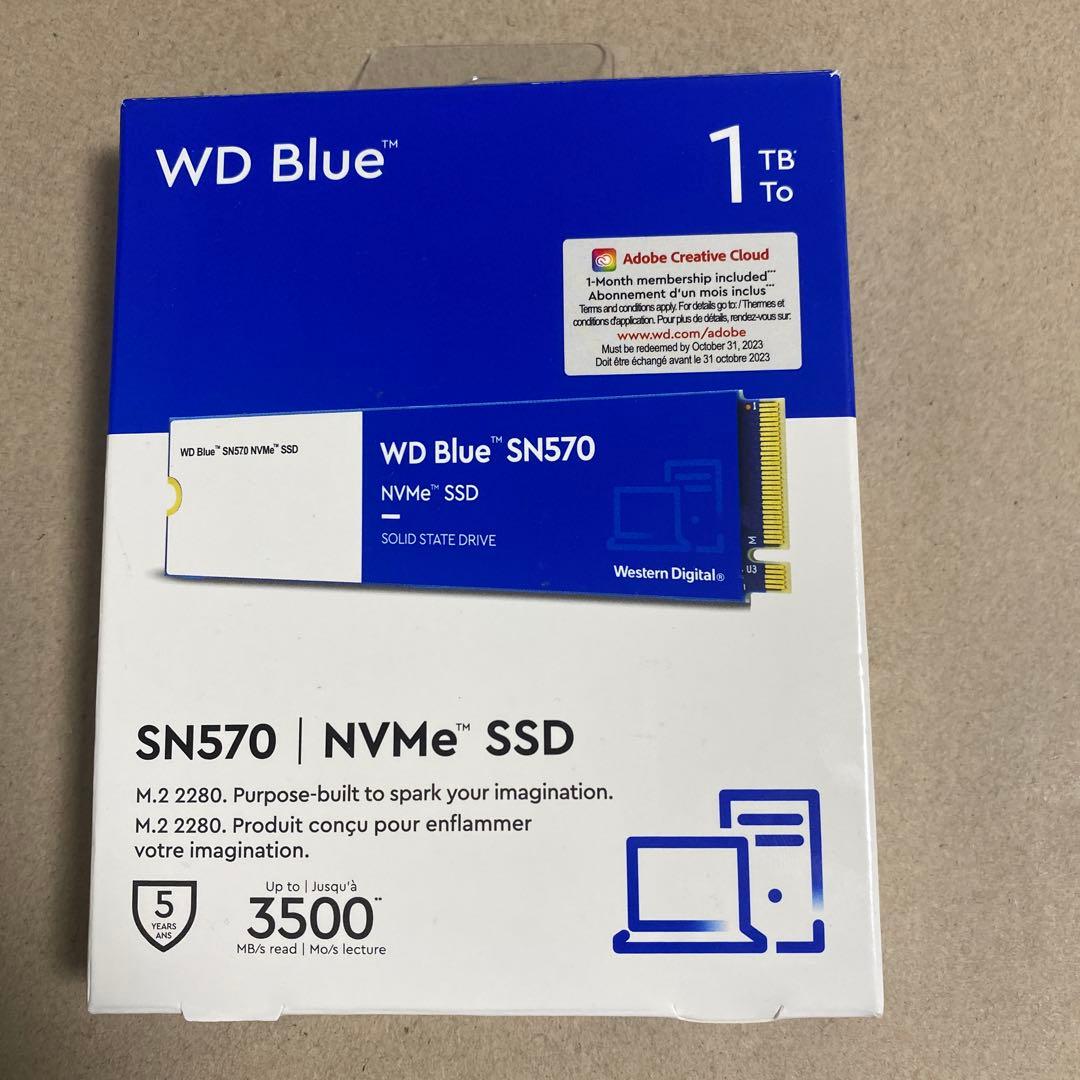 WD Blue™
1 TB*
To
Adobe Creative Cloud
1-Month membership included***
Abonnement d'un mois inclus***
Terms and conditions apply. For details go to: / Thermes et
conditions d'application. Pour plus de détails, rendez-vous sur:
www.wd.com/adobe
Must be redeemed by October 31, 2023
Doit être échangé avant le 31 octobre 2023
WD Blue™ SN570 NVMe™ SSD
WD Blue™ SN570
NVMe™ SSD
SOLID STATE DRIVE
Western Digital®
1
M
U3
SN570 | NVMe™ SSD
M.2 2280. Purpose-built to spark your imagination.
M.2 2280. Produit conçu pour enflammer
votre imagination.
5
YEARS
ANS
Up to | Jusqu'à
3500**
MB/s read | Mo/s lecture